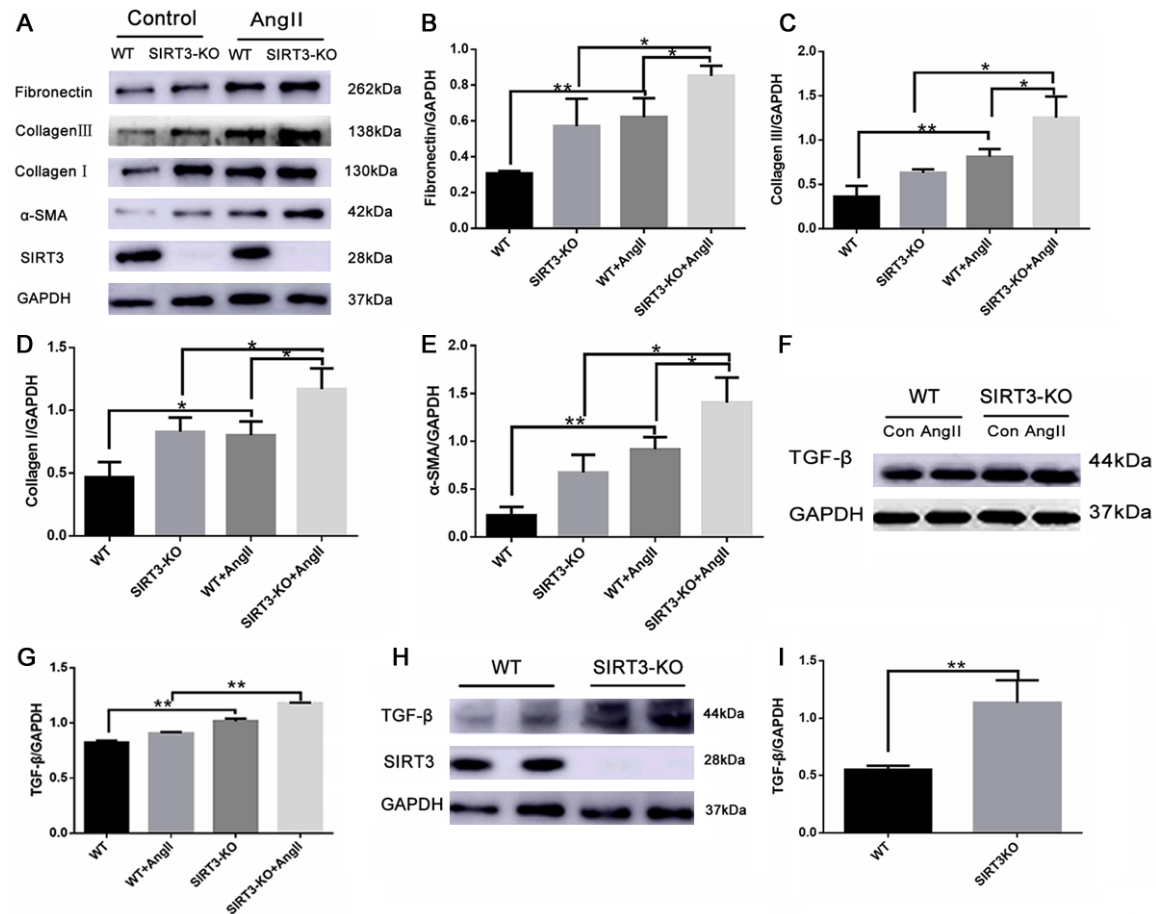 A
Control AngII
WT SIRT3-KO WT SIRT3-KO
Fibronectin 262kDa
CollagenⅢ 138kDa
Collagen Ⅰ 130kDa
α-SMA 42kDa
SIRT3 28kDa
GAPDH 37kDa
B
Fibronectin/GAPDH
1.0
0.8
0.6
0.4
0.2
0.0
*
*
**
WT
SIRT3-KO
WT+AngII
SIRT3-KO+AngII
C
Collagen III/GAPDH
2.0
1.5
1.0
0.5
0.0
*
*
**
WT
SIRT3-KO
WT+AngII
SIRT3-KO+AngII
D
Collagen I/GAPDH
1.5
1.0
0.5
0.0
*
*
*
WT
SIRT3-KO
WT+AngII
SIRT3-KO+AngII
E
α-SMA/GAPDH
2.0
1.5
1.0
0.5
0.0
*
*
**
WT
SIRT3-KO
WT+AngII
SIRT3-KO+AngII
F
WT SIRT3-KO
Con AngII Con AngII
TGF-β 44kDa
GAPDH 37kDa
G
TGF-β/GAPDH
1.5
1.0
0.5
0.0
**
**
WT
WT+AngII
SIRT3-KO
SIRT3-KO+AngII
H
WT SIRT3-KO
TGF-β 44kDa
SIRT3 28kDa
GAPDH 37kDa
I
TGF-β/GAPDH
1.5
1.0
0.5
0.0
**
WT
SIRT3KO